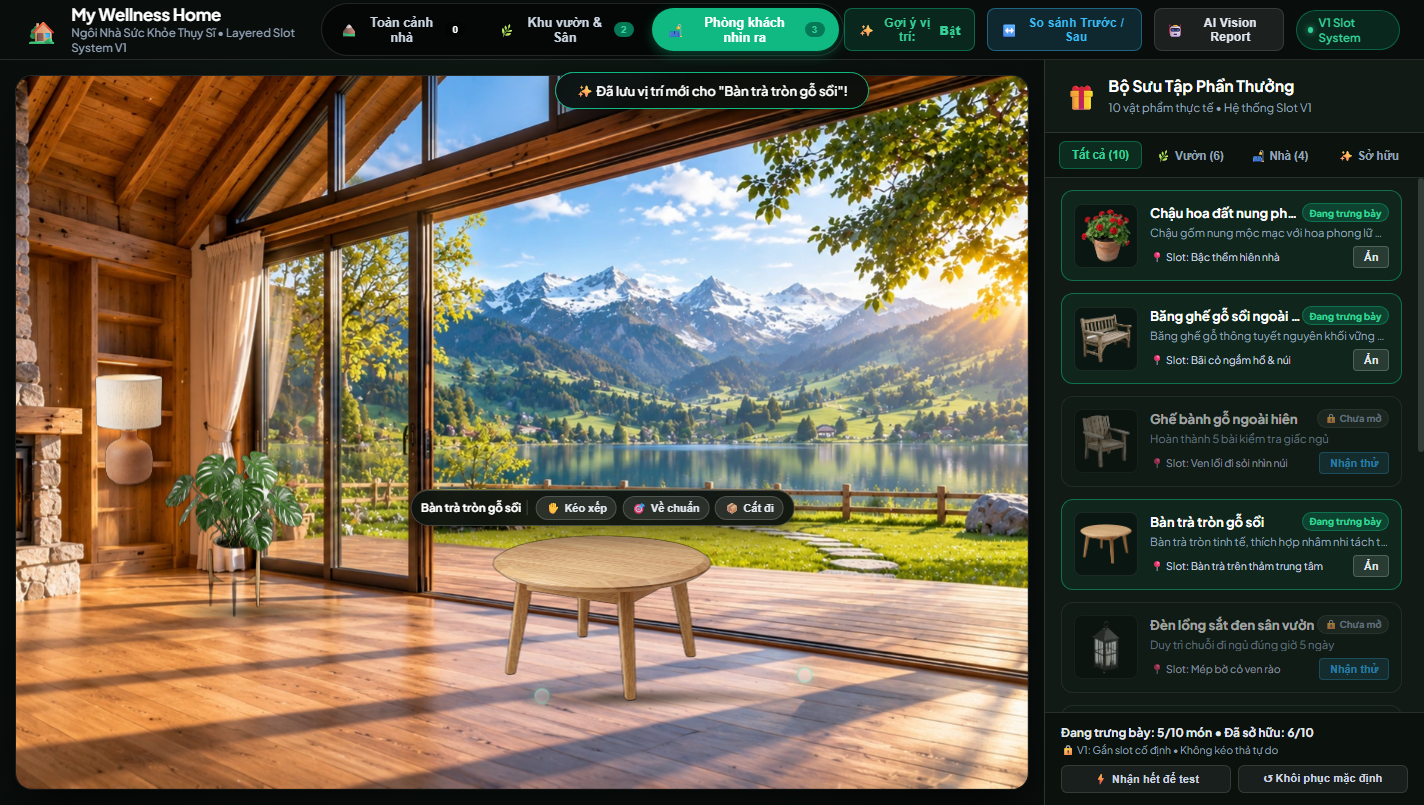 My Wellness Home
Ngôi Nhà Sức Khỏe Thụy Sĩ • Layered Slot
System V1
Toàn cảnh
nhà
0
Khu vườn &
Sân
2
Phòng khách
nhìn ra
3
Gợi ý vị
trí:
Bật
So sánh Trước /
Sau
AI Vision
Report
V1 Slot
System
✨ Đã lưu vị trí mới cho "Bàn trà tròn gỗ sồi"!
Bàn trà tròn gỗ sồi
Kéo xếp
Về chuẩn
Cất đi
Bộ Sưu Tập Phần Thưởng
10 vật phẩm thực tế • Hệ thống Slot V1
Tất cả (10)
Vườn (6)
Nhà (4)
Sở hữu
Chậu hoa đất nung ph...
Đang trưng bày
Chậu gốm nung mộc mạc với hoa phong lữ ...
Slot: Bậc thềm hiên nhà
Ẩn
Băng ghế gỗ sồi ngoài ...
Đang trưng bày
Băng ghế gỗ thông tuyết nguyên khối vững ...
Slot: Bãi cỏ ngắm hồ & núi
Ẩn
Ghế bành gỗ ngoài hiên
Chưa mở
Hoàn thành 5 bài kiểm tra giấc ngủ
Slot: Ven lối đi sỏi nhìn núi
Nhận thử
Bàn trà tròn gỗ sồi
Đang trưng bày
Bàn trà tròn tinh tế, thích hợp nhâm nhi tách t...
Slot: Bàn trà trên thảm trung tâm
Ẩn
Đèn lồng sắt đen sân vườn
Chưa mở
Duy trì chuỗi đi ngủ đúng giờ 5 ngày
Slot: Mép bờ cỏ ven rào
Nhận thử
Đang trưng bày: 5/10 món • Đã sở hữu: 6/10
V1: Gắn slot cố định • Không kéo thả tự do
Nhận hết để test
↺ Khôi phục mặc định